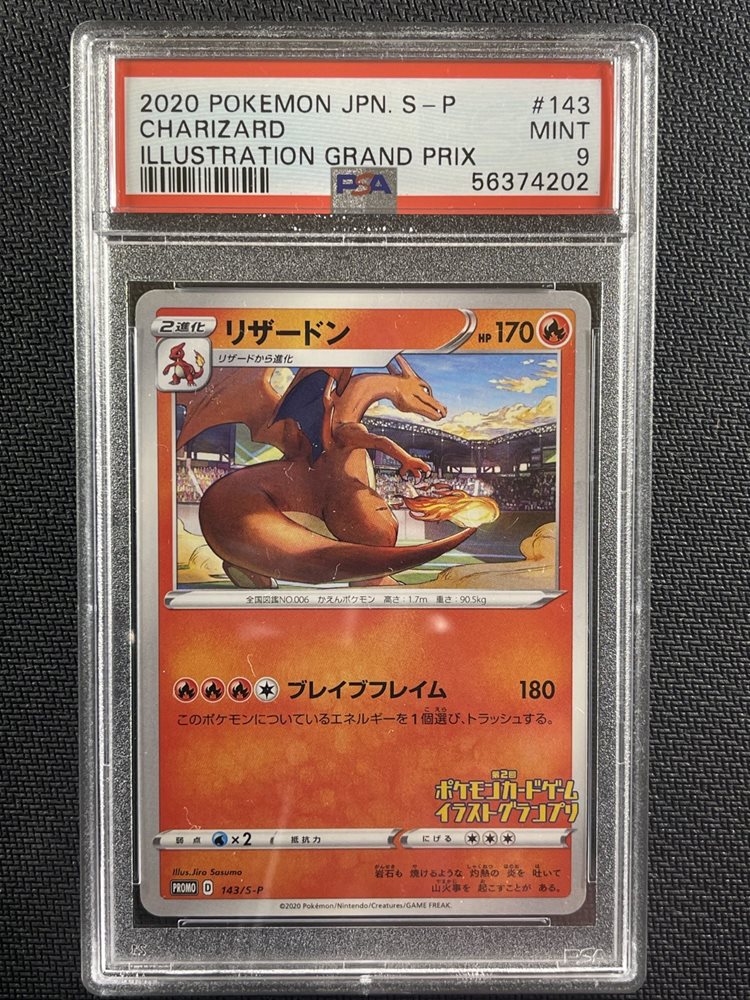 2020 POKEMON JPN. S-P #143
CHARIZARD MINT
ILLUSTRATION GRAND PRIX 9
PSA 56374202
2進化 リザードン HP 170
リザードから進化
全国図鑑NO.006 かえんポケモン 高さ:1.7m 重さ:90.5kg
ブレイブフレイム 180
このポケモンについているエネルギーを1個選び、トラッシュする。
第2回
ポケモンカードゲーム
イラストグランプリ
弱点 ×2 抵抗力 にげる
Illus.Jiro Sasumo
岩石も 焼けるような 灼熱の 炎を 吐いて
山火事を 起こすことが ある。
PROMO D 143/S-P
©2020 Pokémon/Nintendo/Creatures/GAME FREAK.
PSA